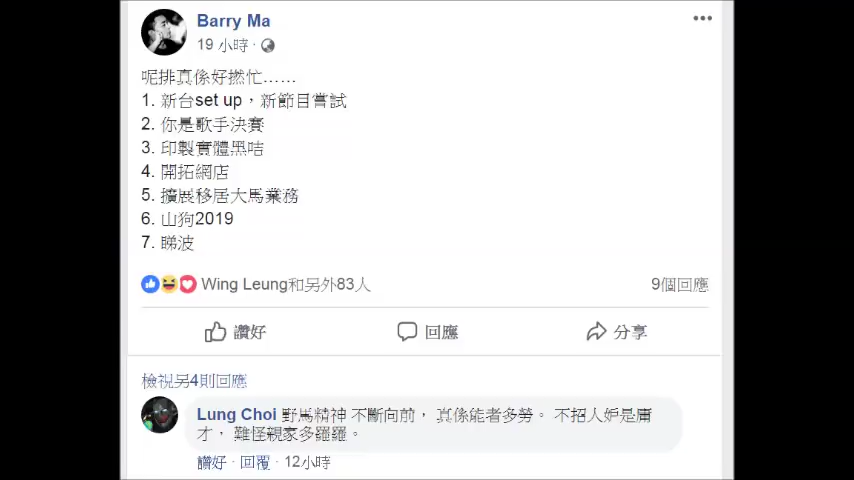 Barry Ma
19 小時 ·
呢排真係好撚忙……
1. 新台set up，新節目嘗試
2. 你是歌手決賽
3. 印製實體黑咭
4. 開拓網店
5. 擴展移居大馬業務
6. 山狗2019
7. 睇波
Wing Leung和另外83人
9個回應
讚好
回應
分享
檢視另4則回應
Lung Choi 野馬精神 不斷向前， 真係能者多勞。 不招人妒是庸
才， 難怪親家多羅羅。
讚好 · 回覆 · 12小時